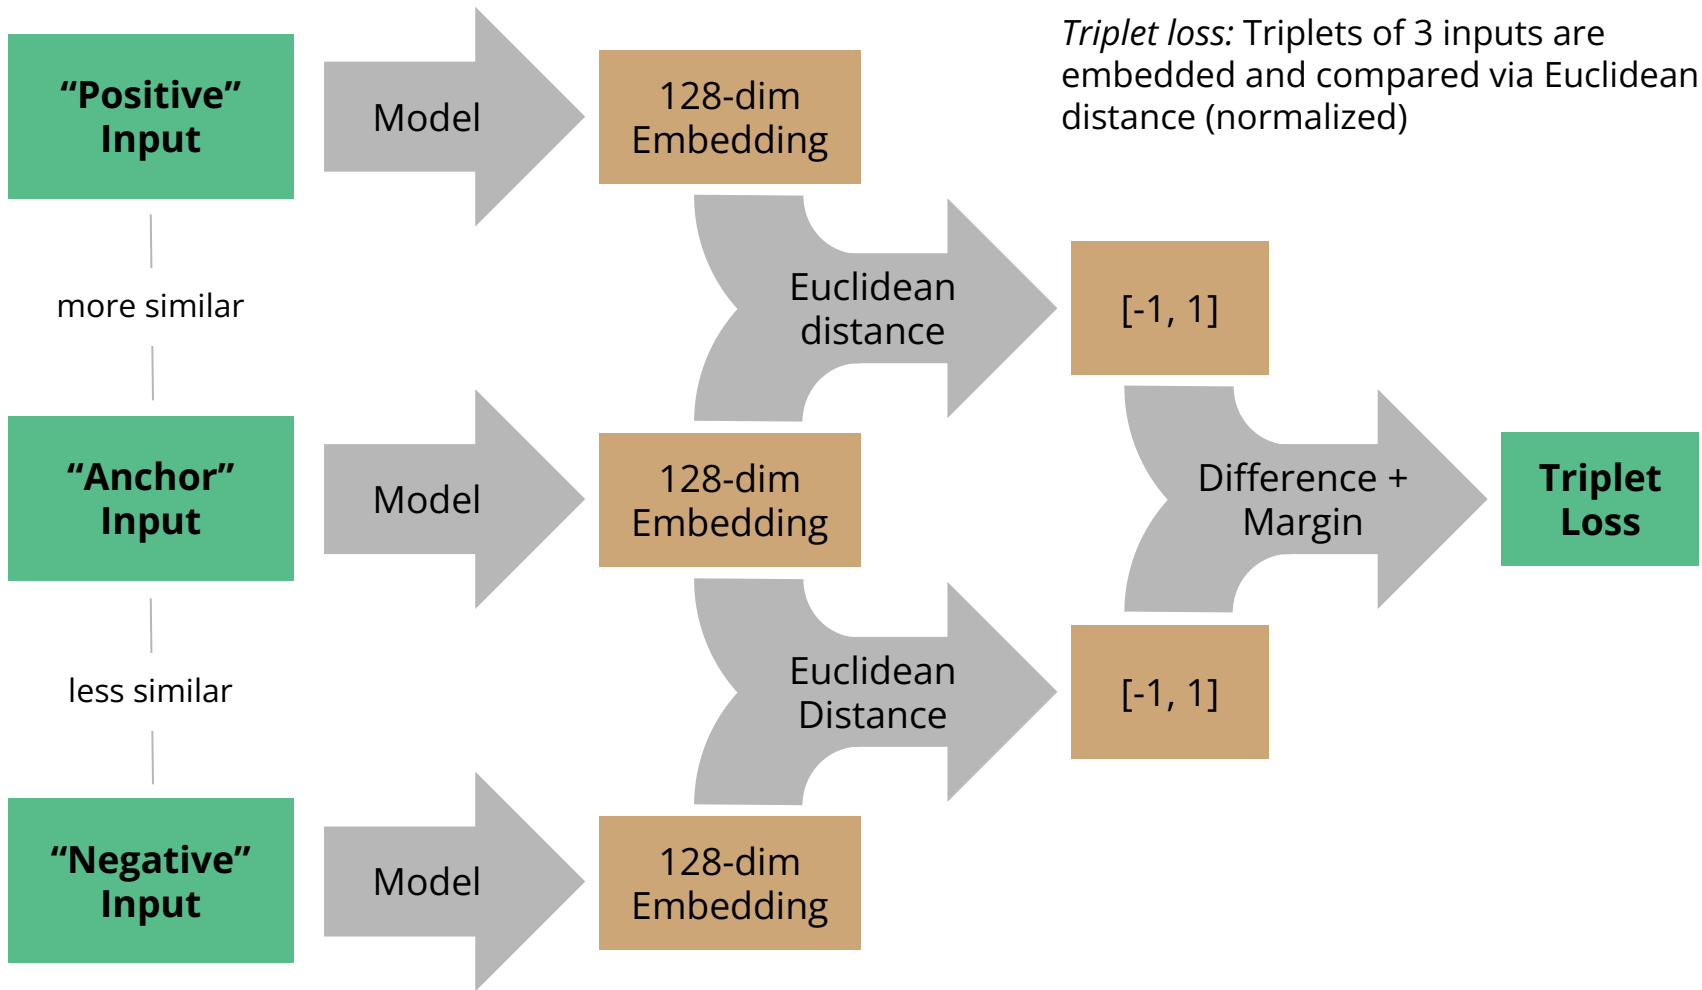 “Positive”
Input
Model
128-dim
Embedding
Triplet loss: Triplets of 3 inputs are
embedded and compared via Euclidean
distance (normalized)
more similar
Euclidean
distance
[-1, 1]
“Anchor”
Input
Model
128-dim
Embedding
Difference +
Margin
Triplet
Loss
less similar
Euclidean
Distance
[-1, 1]
“Negative”
Input
Model
128-dim
Embedding